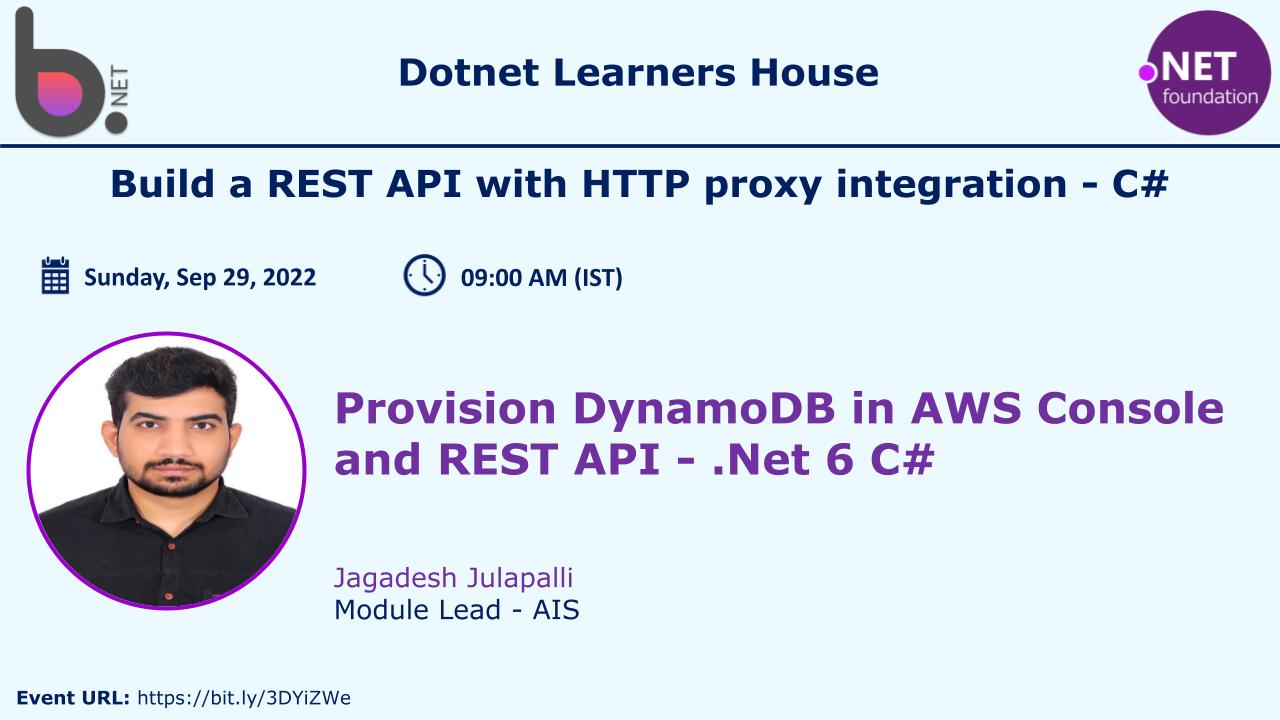 .NET
Dotnet Learners House
.NET
foundation
Build a REST API with HTTP proxy integration - C#
Sunday, Sep 29, 2022
09:00 AM (IST)
Provision DynamoDB in AWS Console
and REST API - .Net 6 C#
Jagadesh Julapalli
Module Lead - AIS
Event URL: https://bit.ly/3DYiZWe